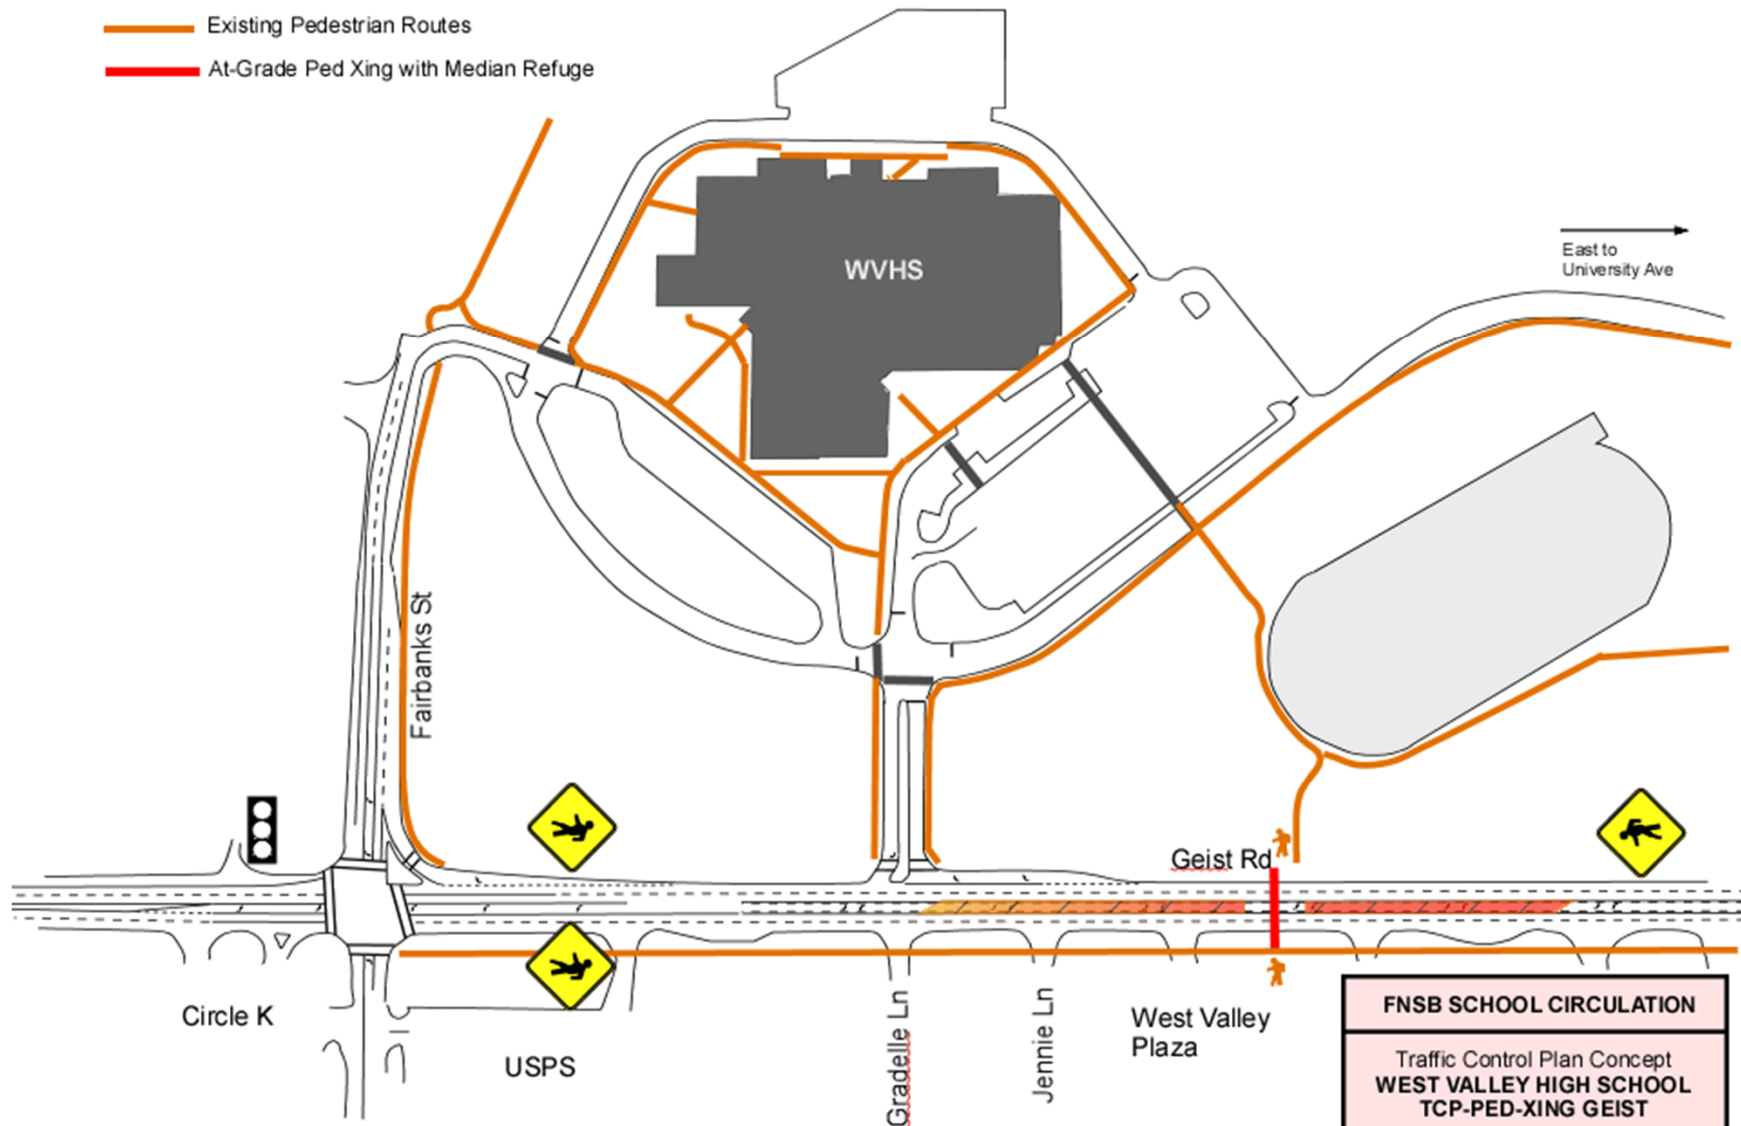 Existing Pedestrian Routes
At-Grade Ped Xing with Median Refuge
WVHS
East to
University Ave
Fairbanks St
Geist Rd
Circle K
USPS
Gradelle Ln
Jennie Ln
West Valley
Plaza
FNSB SCHOOL CIRCULATION
Traffic Control Plan Concept
WEST VALLEY HIGH SCHOOL
TCP-PED-XING GEIST